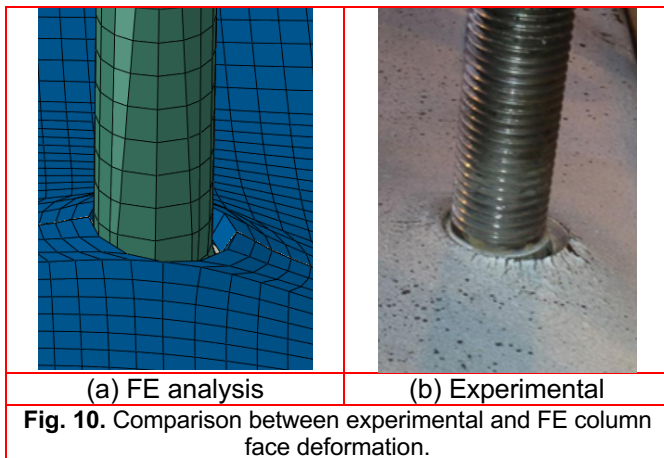 (a) FE analysis
(b) Experimental
Fig. 10. Comparison between experimental and FE column
face deformation.